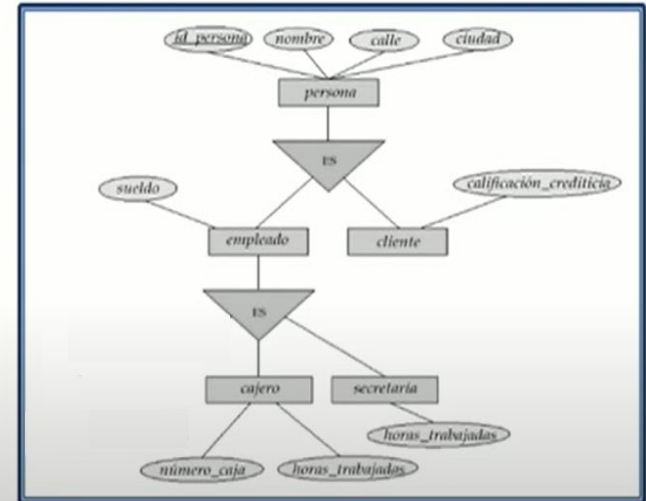 id_persona nombre calle ciudad
persona
ES
sueldo calificación_crediticia
empleado cliente
ES
cajero secretaria
horas_trabajadas
número_caja horas_trabajadas